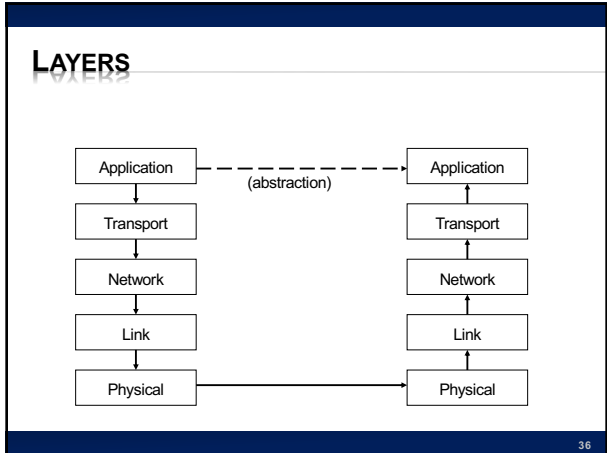 LAYERS
Application
(abstraction)
Application
Transport
Transport
Network
Network
Link
Link
Physical
Physical
36